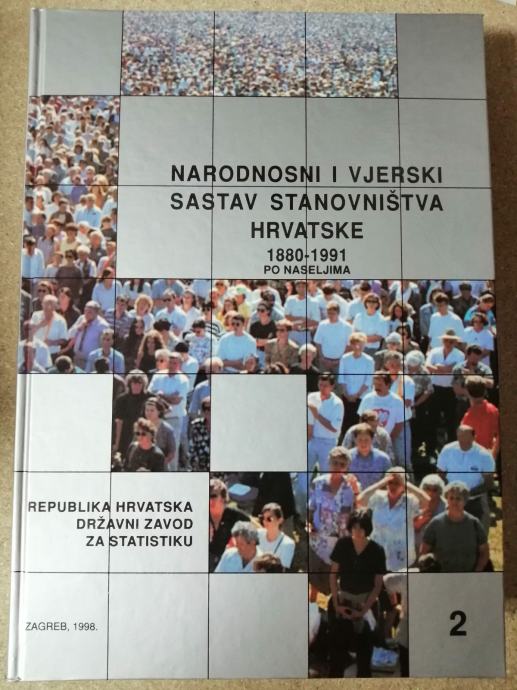 NARODNOSNI I VJERSKI
SASTAV STANOVNIŠTVA
HRVATSKE
1880-1991
PO NASELJIMA
REPUBLIKA HRVATSKA
DRŽAVNI ZAVOD
ZA STATISTIKU
ZAGREB, 1998.
2